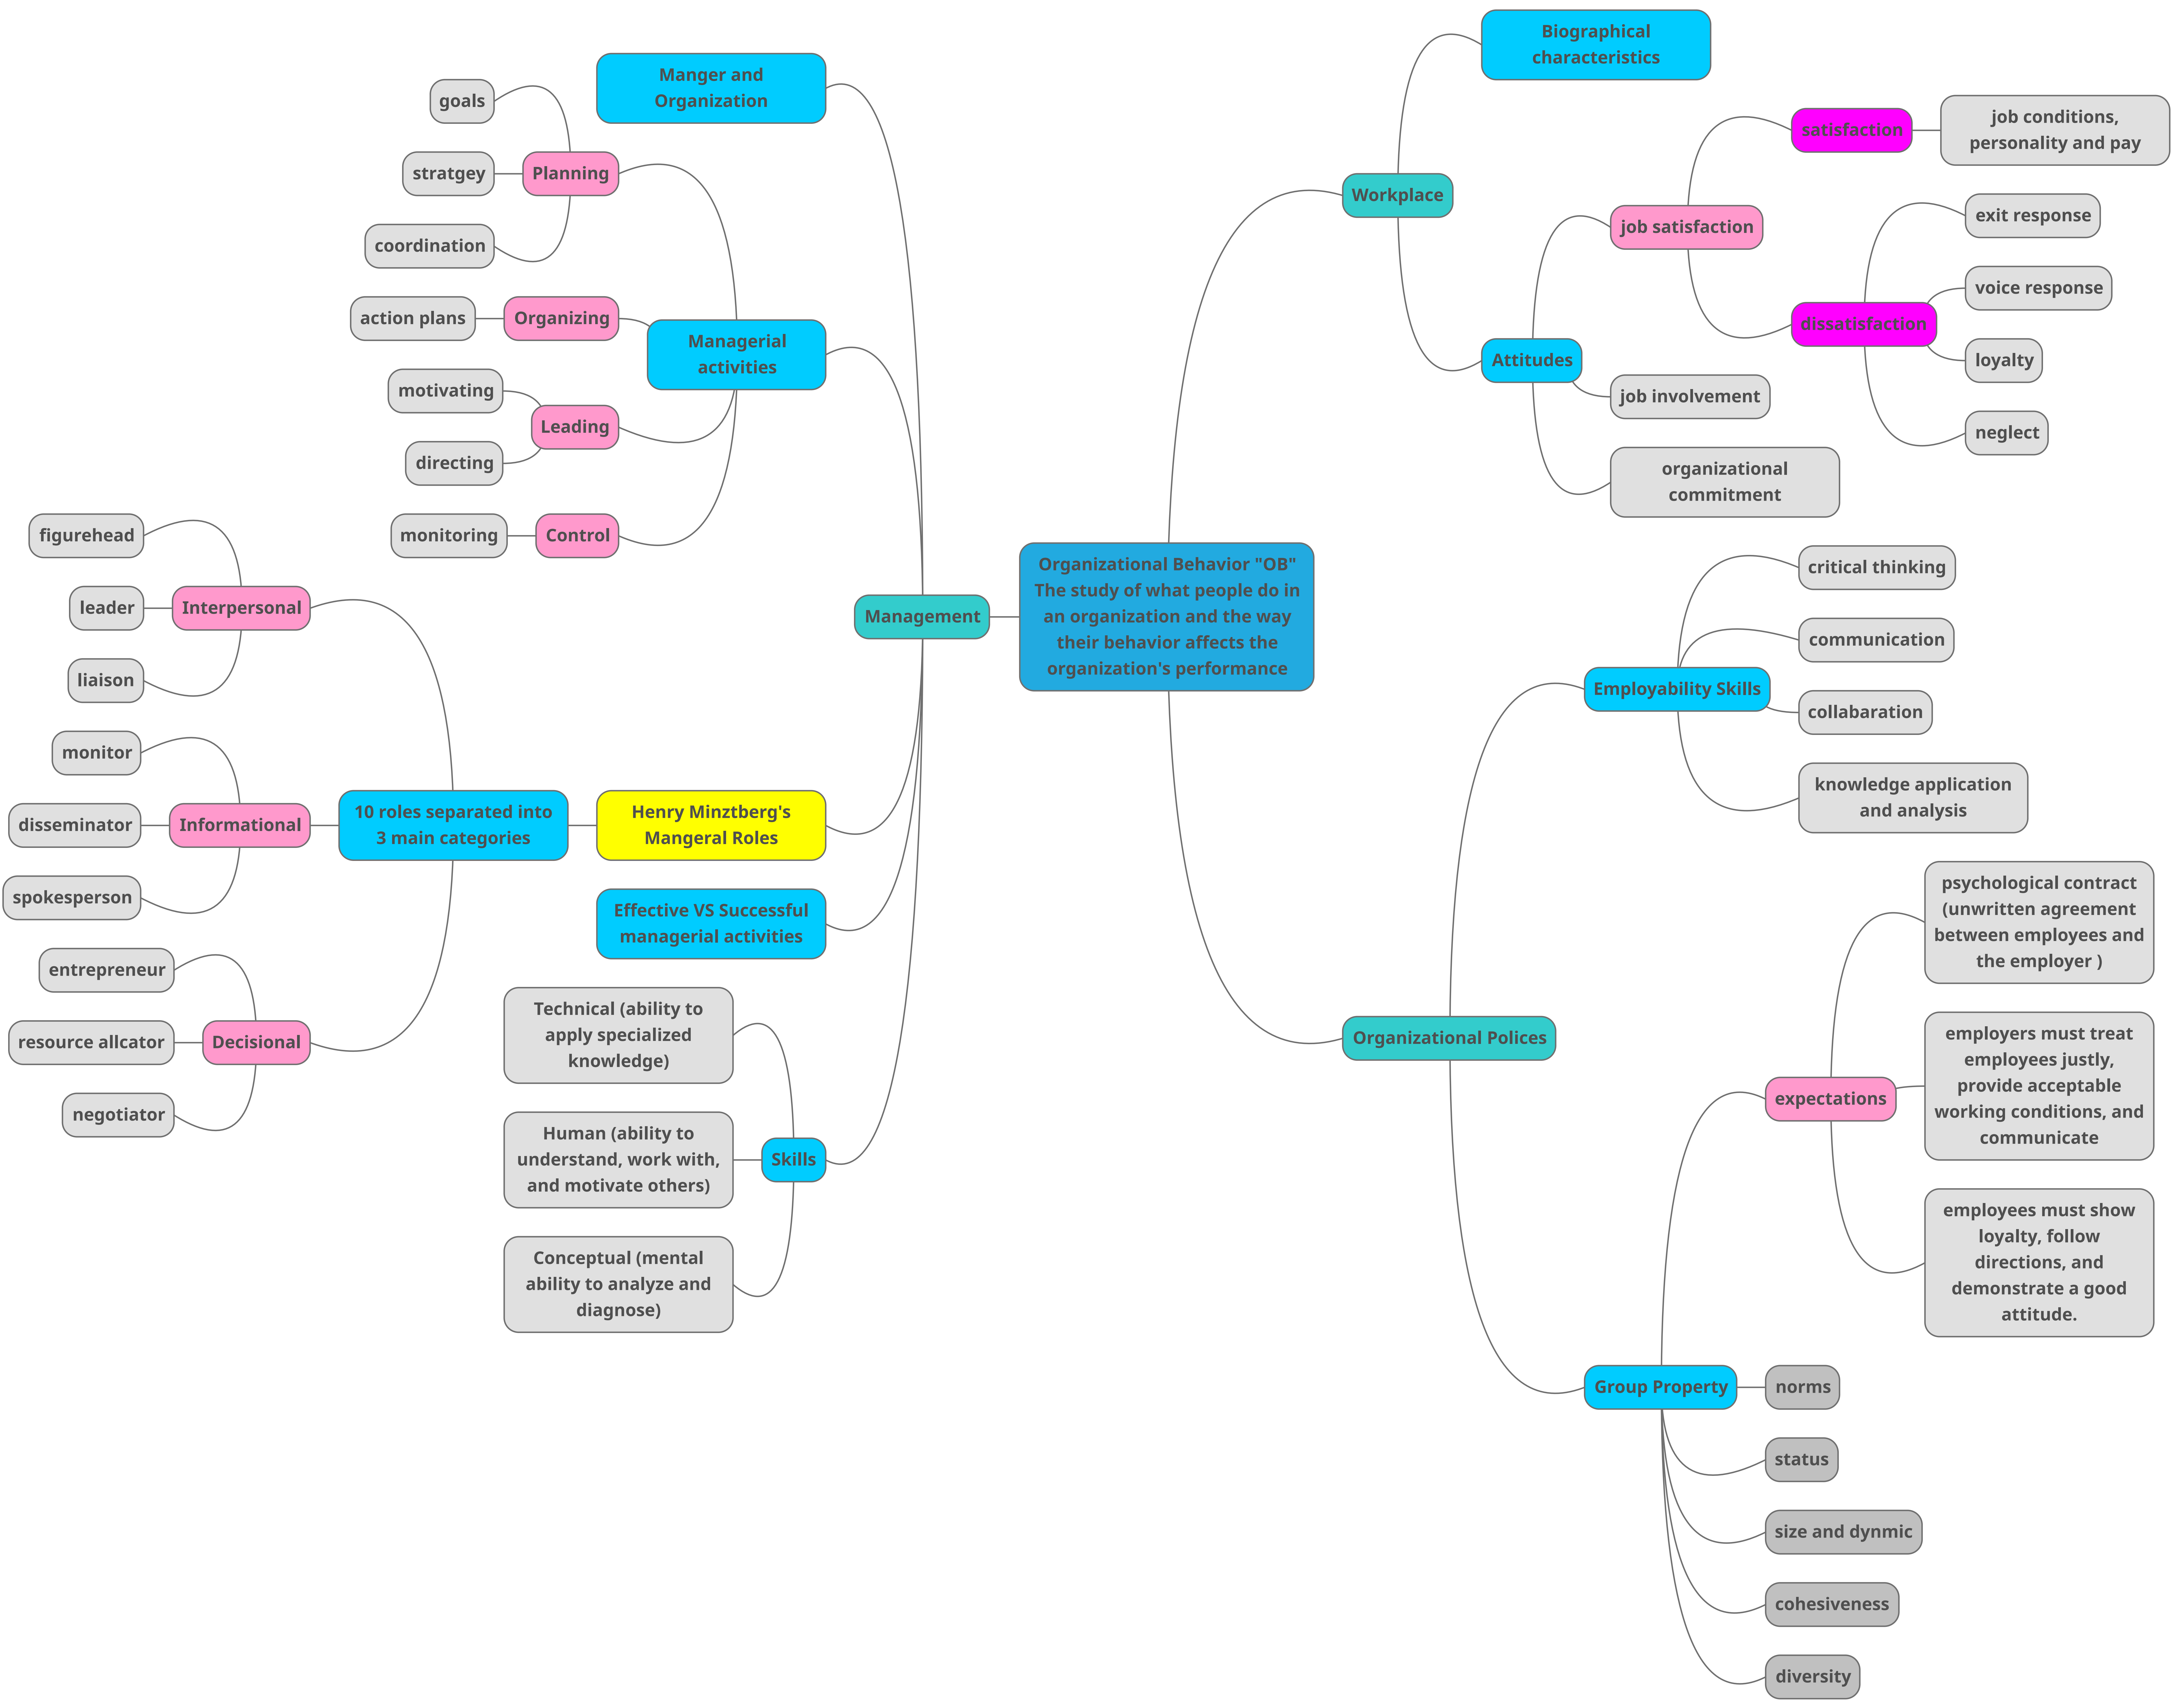 Organizational Behavior "OB"
The study of what people do in
an organization and the way
their behavior affects the
organization's performance
Management
Manger and
Organization
Managerial
activities
Planning
goals
stratgey
coordination
Organizing
action plans
Leading
motivating
directing
Control
monitoring
Henry Minztberg's
Mangeral Roles
10 roles separated into
3 main categories
Interpersonal
figurehead
leader
liaison
Informational
monitor
disseminator
spokesperson
Decisional
entrepreneur
resource allcator
negotiator
Effective VS Successful
managerial activities
Skills
Technical (ability to
apply specialized
knowledge)
Human (ability to
understand, work with,
and motivate others)
Conceptual (mental
ability to analyze and
diagnose)
Workplace
Biographical
characteristics
Attitudes
job satisfaction
satisfaction
job conditions,
personality and pay
dissatisfaction
exit response
voice response
loyalty
neglect
job involvement
organizational
commitment
Organizational Polices
Employability Skills
critical thinking
communication
collabaration
knowledge application
and analysis
Group Property
expectations
psychological contract
(unwritten agreement
between employees and
the employer )
employers must treat
employees justly,
provide acceptable
working conditions, and
communicate
employees must show
loyalty, follow
directions, and
demonstrate a good
attitude.
norms
status
size and dynmic
cohesiveness
diversity